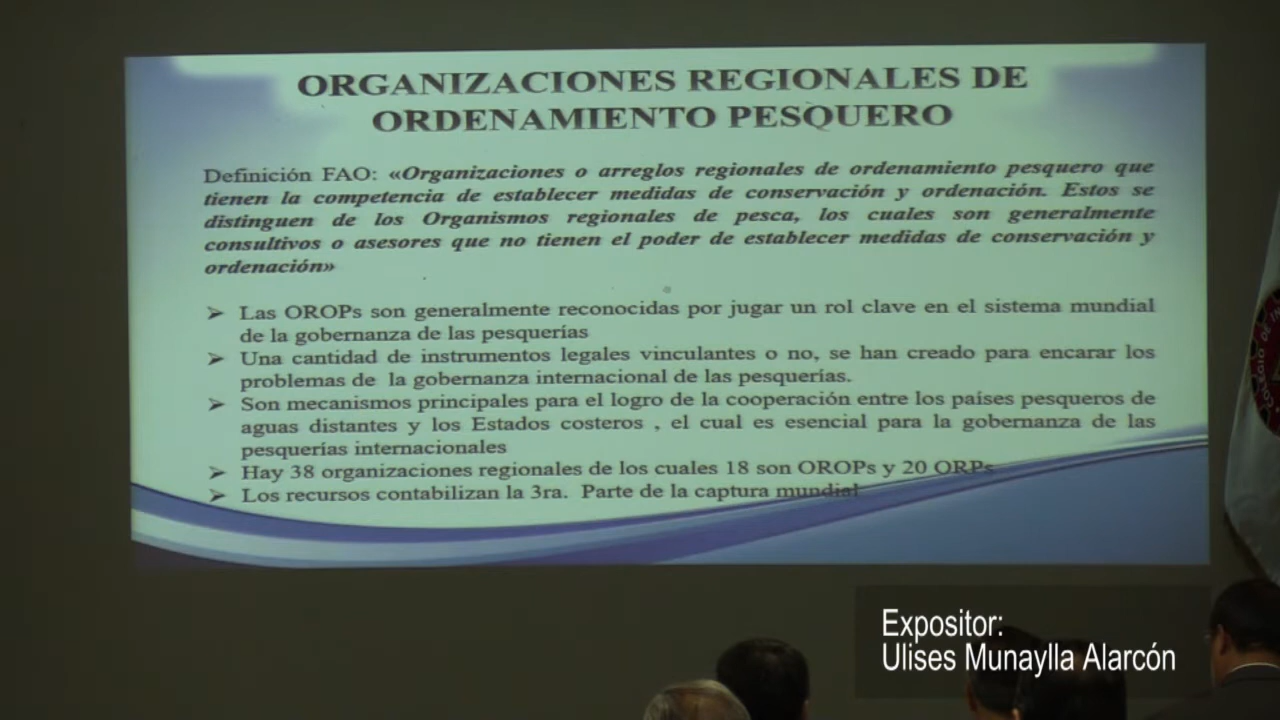 ORGANIZACIONES REGIONALES DE
ORDENAMIENTO PESQUERO
Definición FAO: «Organizaciones o arreglos regionales de ordenamiento pesquero que
tienen la competencia de establecer medidas de conservación y ordenación. Estos se
distinguen de los Organismos regionales de pesca, los cuales son generalmente
consultivos o asesores que no tienen el poder de establecer medidas de conservación y
ordenación»
➢ Las OROPs son generalmente reconocidas por jugar un rol clave en el sistema mundial
de la gobernanza de las pesquerías
➢ Una cantidad de instrumentos legales vinculantes o no, se han creado para encarar los
problemas de la gobernanza internacional de las pesquerías.
➢ Son mecanismos principales para el logro de la cooperación entre los países pesqueros de
aguas distantes y los Estados costeros , el cual es esencial para la gobernanza de las
pesquerías internacionales
➢ Hay 38 organizaciones regionales de los cuales 18 son OROPs y 20 ORPs
➢ Los recursos contabilizan la 3ra. Parte de la captura mundial
COLEGIO DE
Expositor:
Ulises Munaylla Alarcón